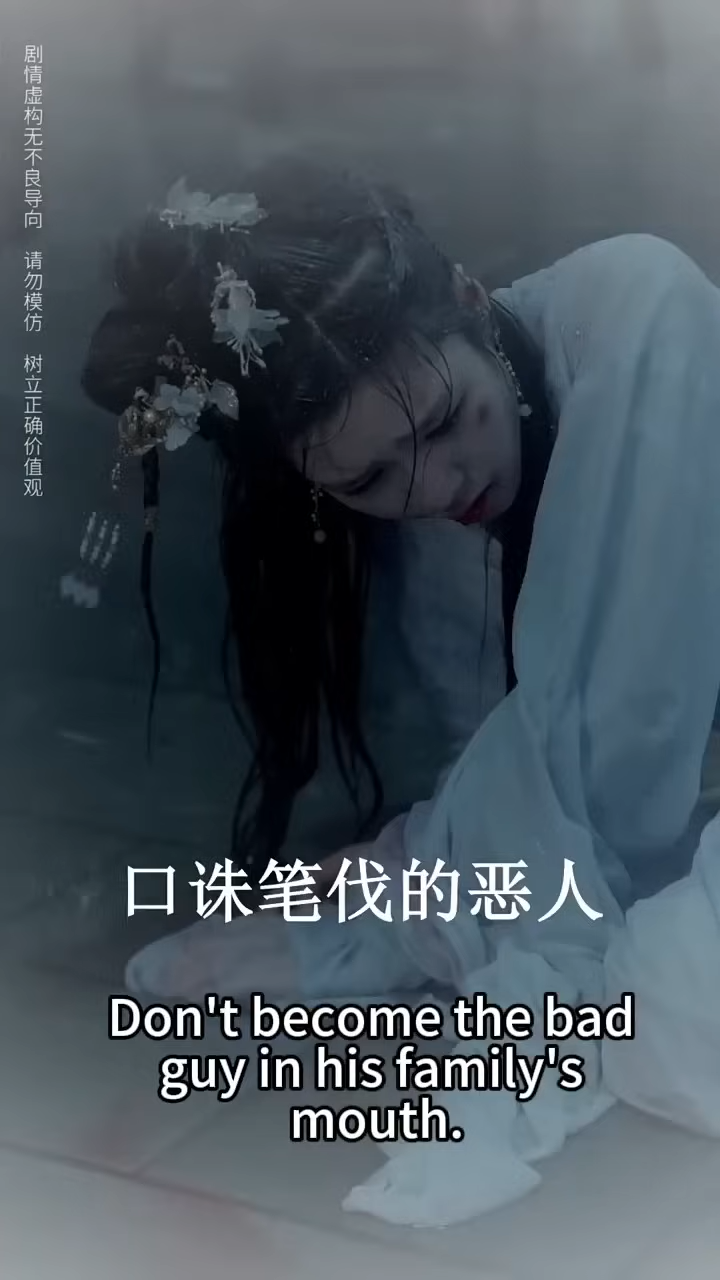 剧情虚构无不良导向 请勿模仿 树立正确价值观
口诛笔伐的恶人
Don't become the bad
guy in his family's
mouth.